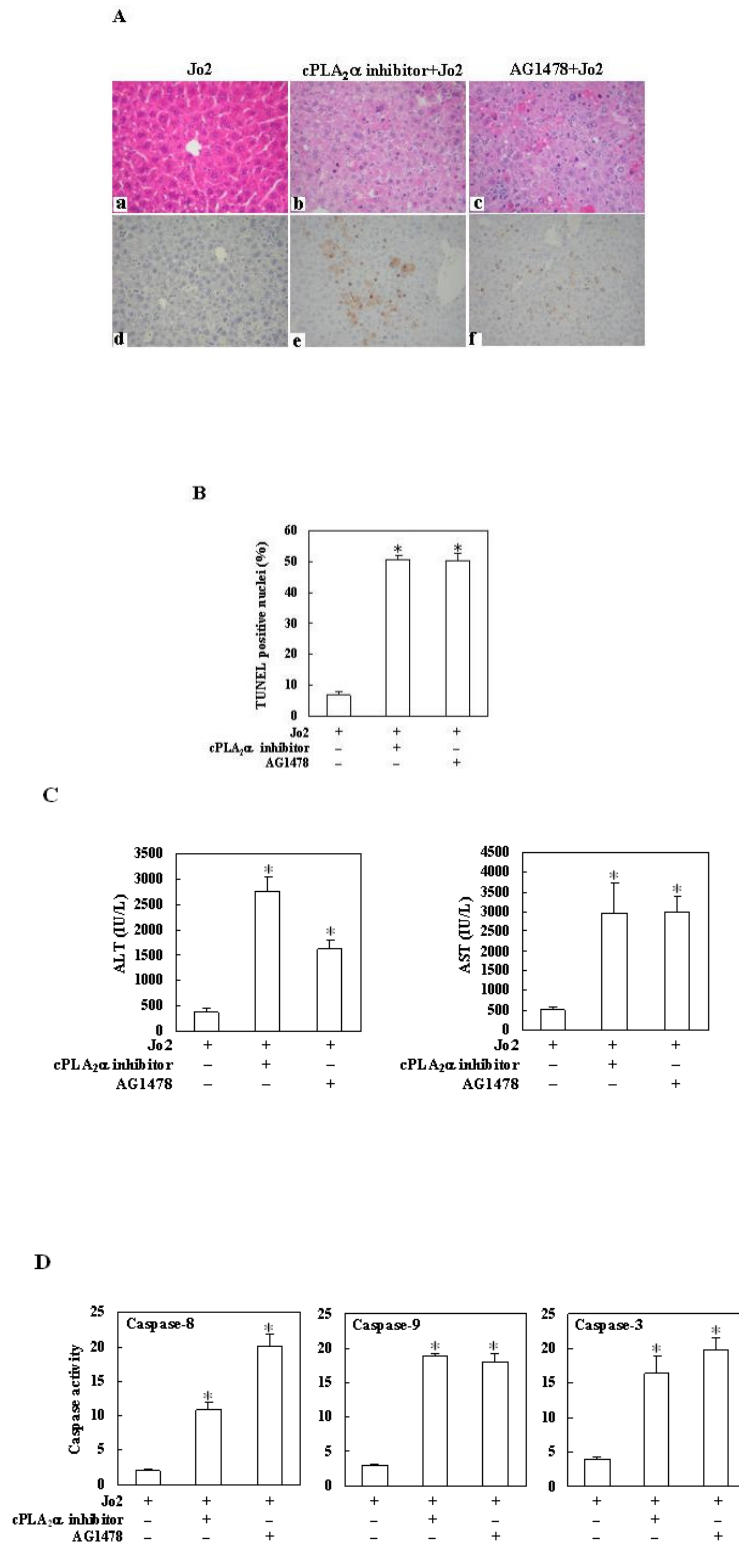 A
Jo2 cPLA₂α inhibitor+Jo2 AG1478+Jo2
a b c
d e f
B
TUNEL positive nuclei (%)
60
50
40
30
20
10
0
* *
Jo2 + + +
cPLA₂α inhibitor – + –
AG1478 – – +
C
ALT (IU/L)
3500
3000
2500
2000
1500
1000
500
0
* *
Jo2 + + +
cPLA₂α inhibitor – + –
AG1478 – – +
AST (IU/L)
4500
4000
3500
3000
2500
2000
1500
1000
500
0
* *
Jo2 + + +
cPLA₂α inhibitor – + –
AG1478 – – +
D
Caspase activity
Caspase-8
25
20
15
10
5
0
* *
Jo2 + + +
cPLA₂α inhibitor – + –
AG1478 – – +
Caspase-9
25
20
15
10
5
0
* *
+ + +
– + –
– – +
Caspase-3
25
20
15
10
5
0
* *
+ + +
– + –
– – +